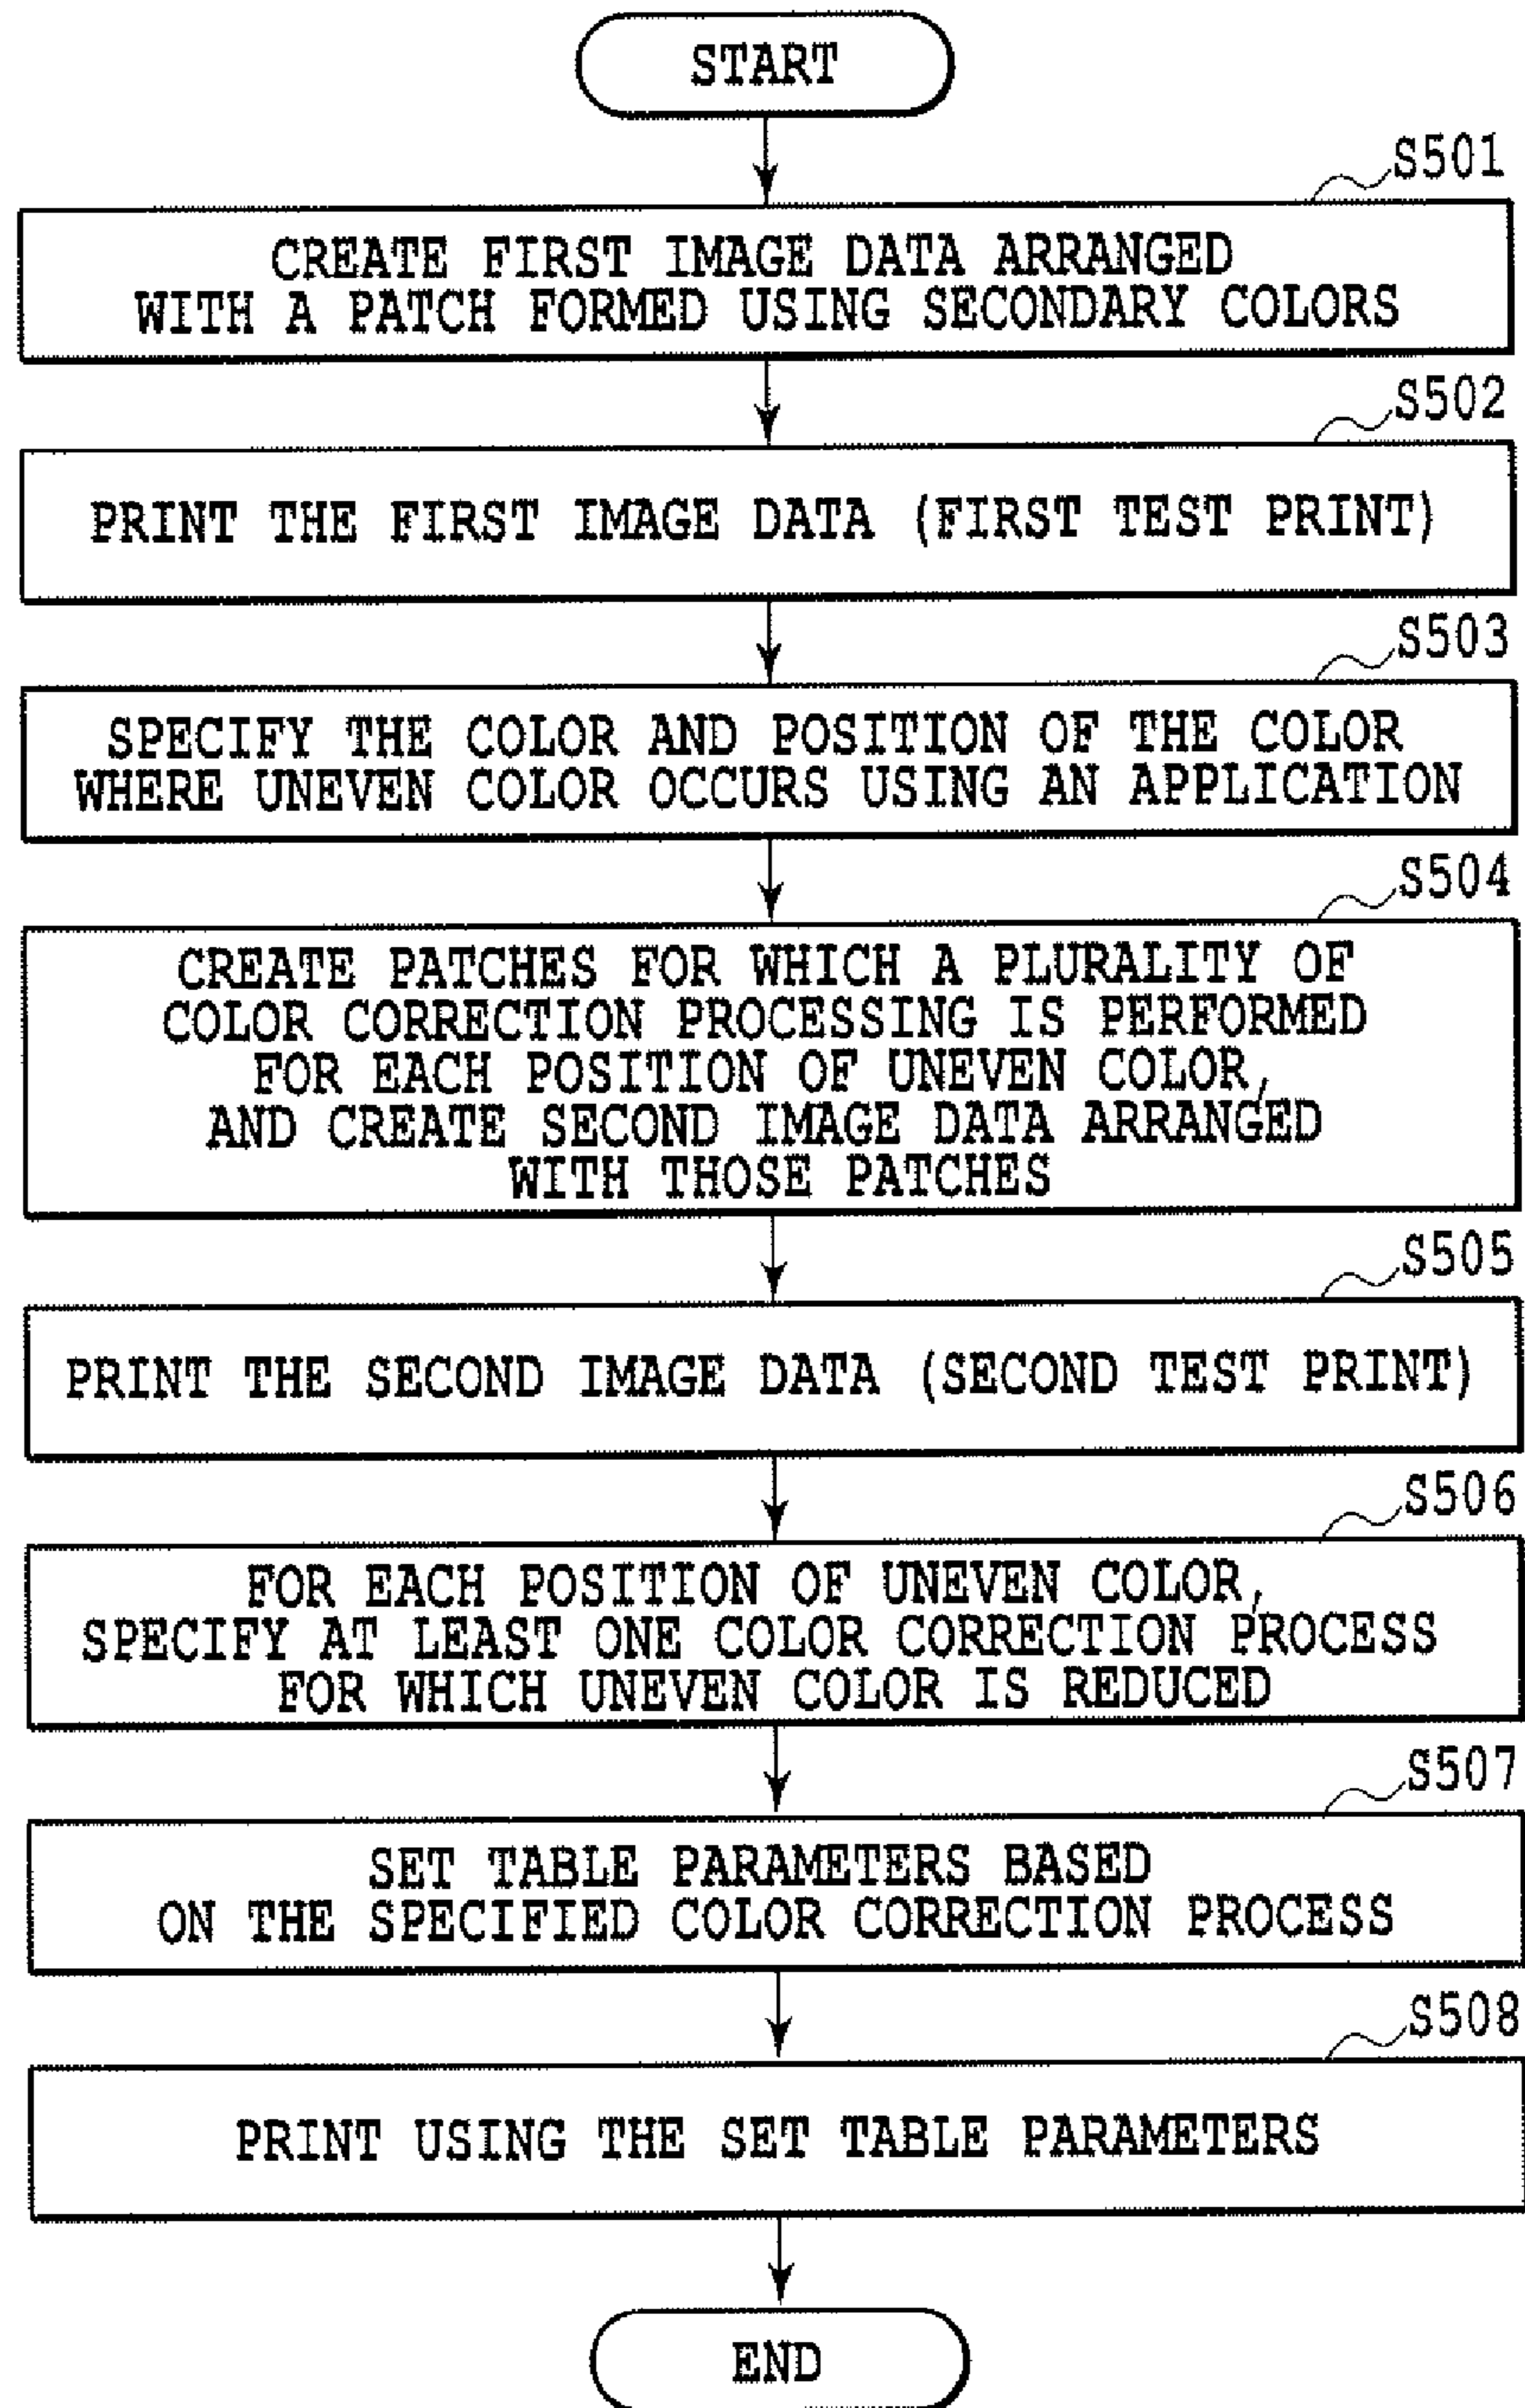 START
S501
CREATE FIRST IMAGE DATA ARRANGED
WITH A PATCH FORMED USING SECONDARY COLORS
S502
PRINT THE FIRST IMAGE DATA (FIRST TEST PRINT)
S503
SPECIFY THE COLOR AND POSITION OF THE COLOR
WHERE UNEVEN COLOR OCCURS USING AN APPLICATION
S504
CREATE PATCHES FOR WHICH A PLURALITY OF
COLOR CORRECTION PROCESSING IS PERFORMED
FOR EACH POSITION OF UNEVEN COLOR,
AND CREATE SECOND IMAGE DATA ARRANGED
WITH THOSE PATCHES
S505
PRINT THE SECOND IMAGE DATA (SECOND TEST PRINT)
S506
FOR EACH POSITION OF UNEVEN COLOR,
SPECIFY AT LEAST ONE COLOR CORRECTION PROCESS
FOR WHICH UNEVEN COLOR IS REDUCED
S507
SET TABLE PARAMETERS BASED
ON THE SPECIFIED COLOR CORRECTION PROCESS
S508
PRINT USING THE SET TABLE PARAMETERS
END